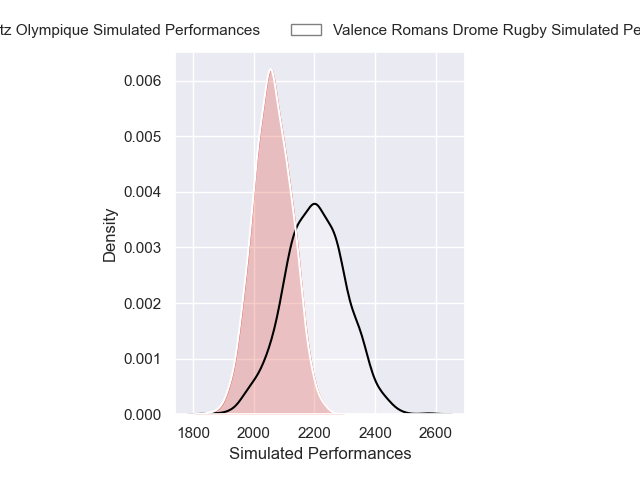 tz Olympique Simulated Performances
Valence Romans Drome Rugby Simulated Pe
0.006
0.005
0.004
0.003
0.002
0.001
0.000
Density
1800 2000 2200 2400 2600
Simulated Performances